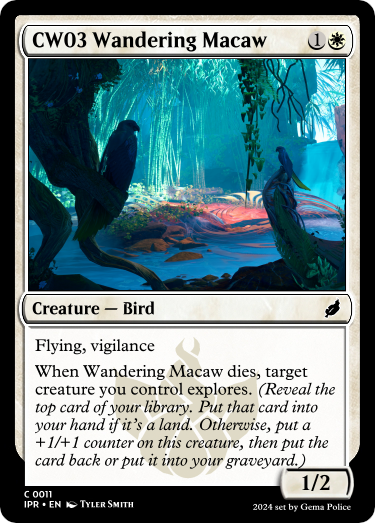 CW03 Wandering Macaw 1
Creature — Bird
Flying, vigilance
When Wandering Macaw dies, target
creature you control explores. (Reveal the
top card of your library. Put that card into
your hand if it's a land. Otherwise, put a
+1/+1 counter on this creature, then put the
card back or put it into your graveyard.)
1/2
C 0011
IPR • EN Tyler Smith
2024 set by Gema Police